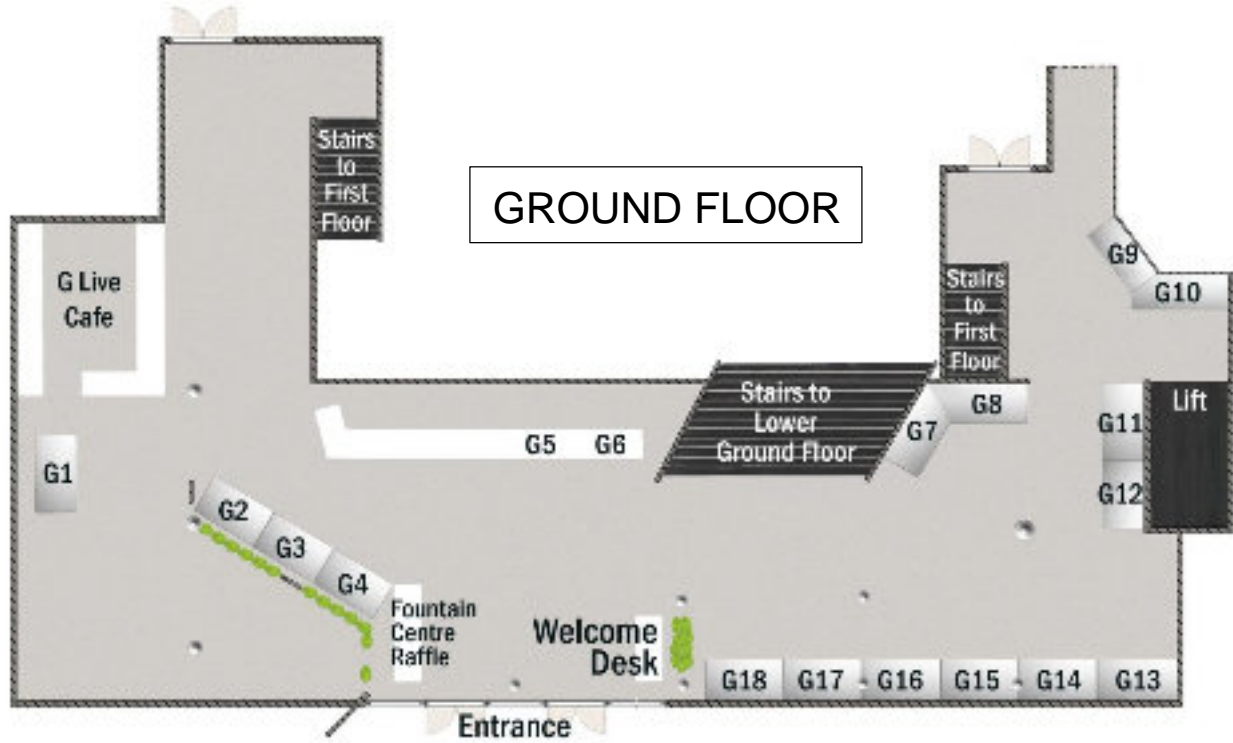 GROUND FLOOR
Stairs
to
First
Floor
G Live
Cafe
G9
G10
Stairs
to
First
Floor
Stairs to
Lower
Ground Floor
G8
G7
G11
Lift
G12
G5
G6
G1
G2
G3
G4
Fountain
Centre
Raffle
Welcome
Desk
G18
G17
G16
G15
G14
G13
Entrance